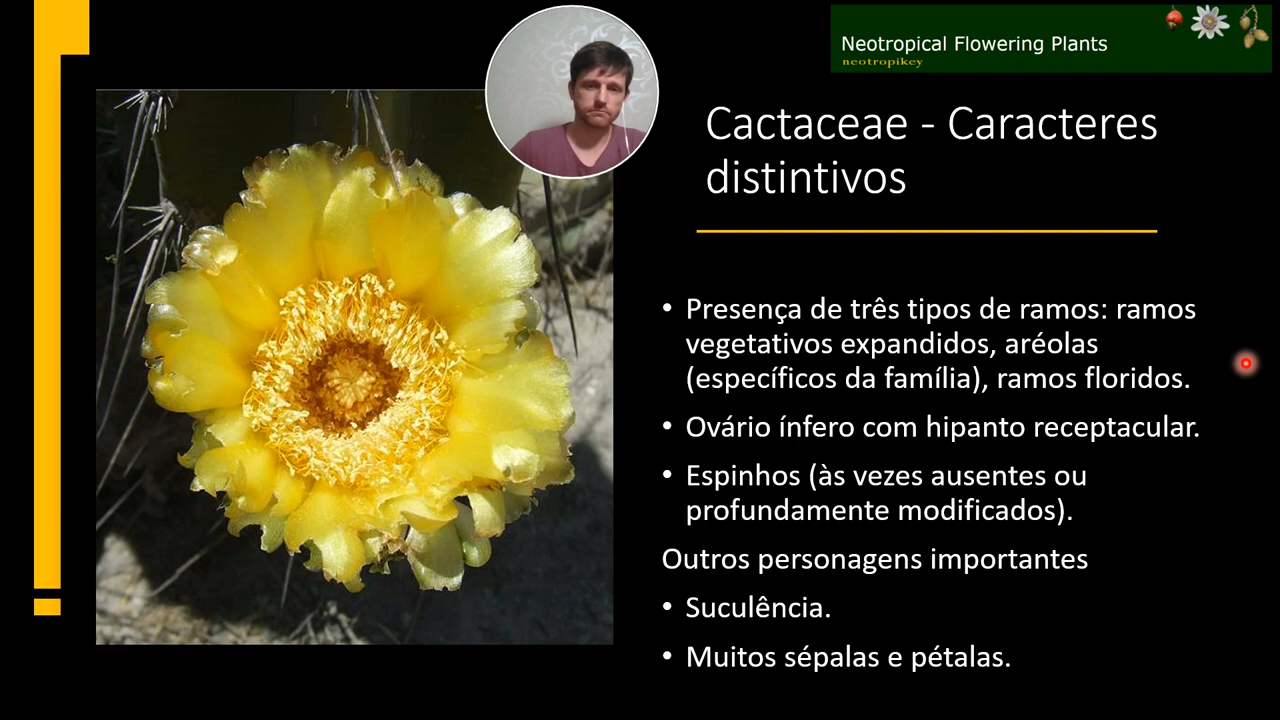 Neotropical Flowering Plants
neotropikey
Cactaceae - Caracteres
distintivos
• Presença de três tipos de ramos: ramos
vegetativos expandidos, aréolas
(específicos da família), ramos floridos.
• Ovário ínfero com hipanto receptacular.
• Espinhos (às vezes ausentes ou
profundamente modificados).
Outros personagens importantes
• Suculência.
• Muitos sépalas e pétalas.